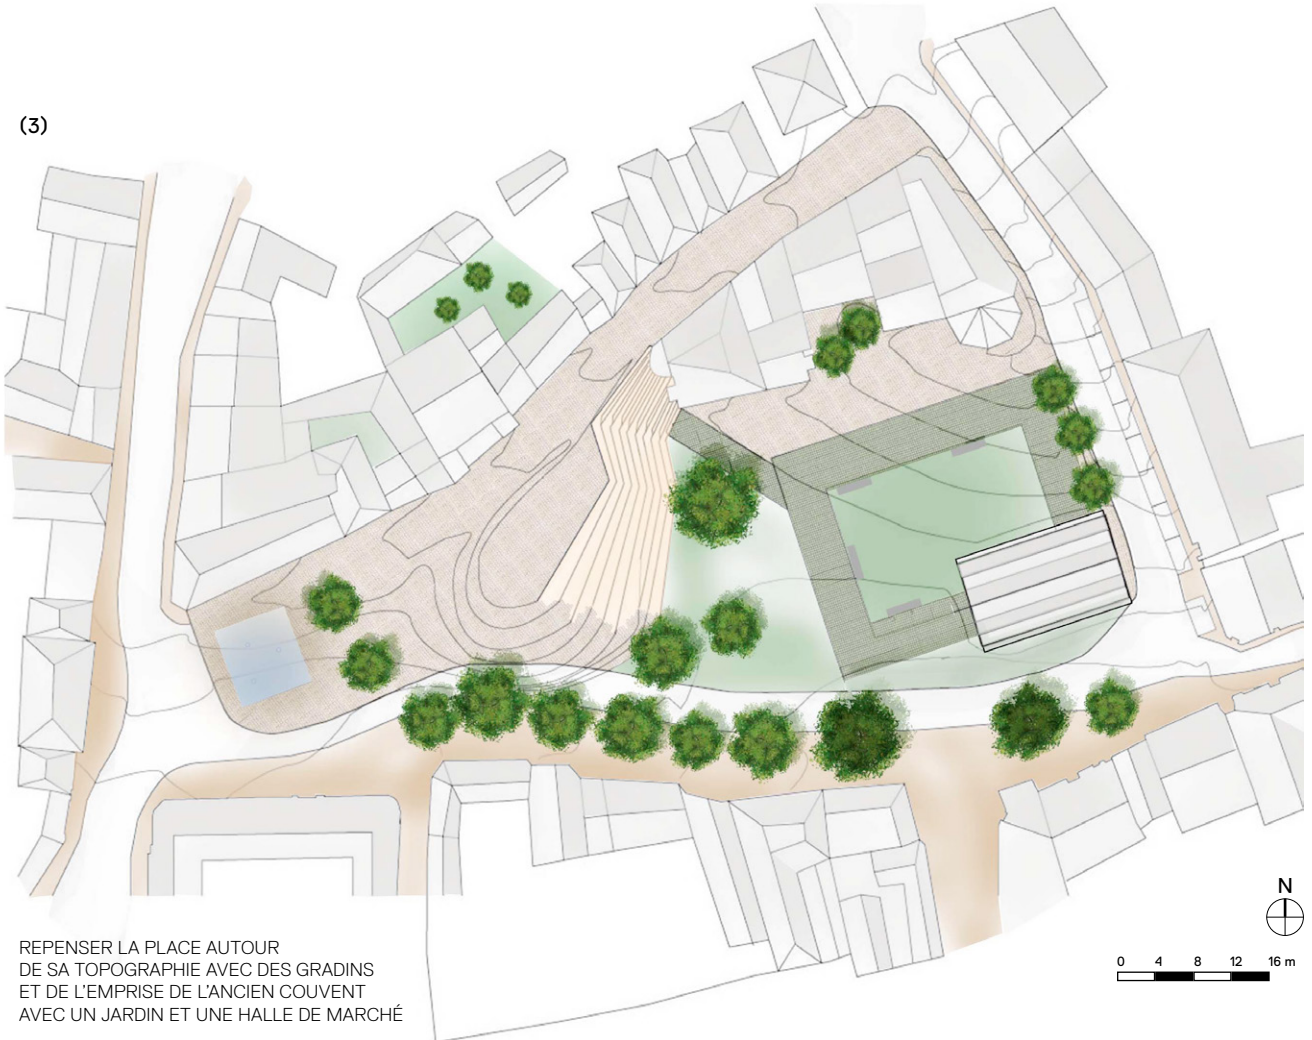 (3)
N
0 4 8 12 16 m
REPENSER LA PLACE AUTOUR
DE SA TOPOGRAPHIE AVEC DES GRADINS
ET DE L'EMPRISE DE L'ANCIEN COUVENT
AVEC UN JARDIN ET UNE HALLE DE MARCHÉ